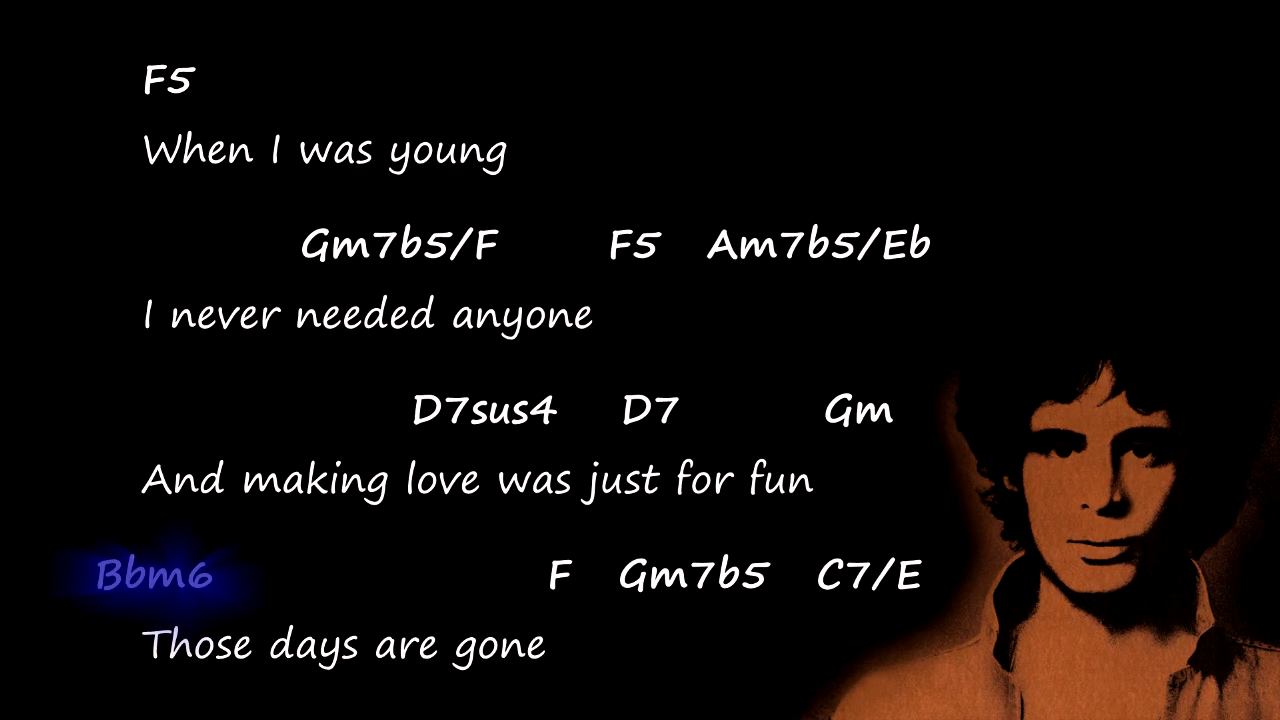 F5
When I was young
Gm7b5/F F5 Am7b5/Eb
I never needed anyone
D7sus4 D7 Gm
And making love was just for fun
Bbm6 F Gm7b5 C7/E
Those days are gone